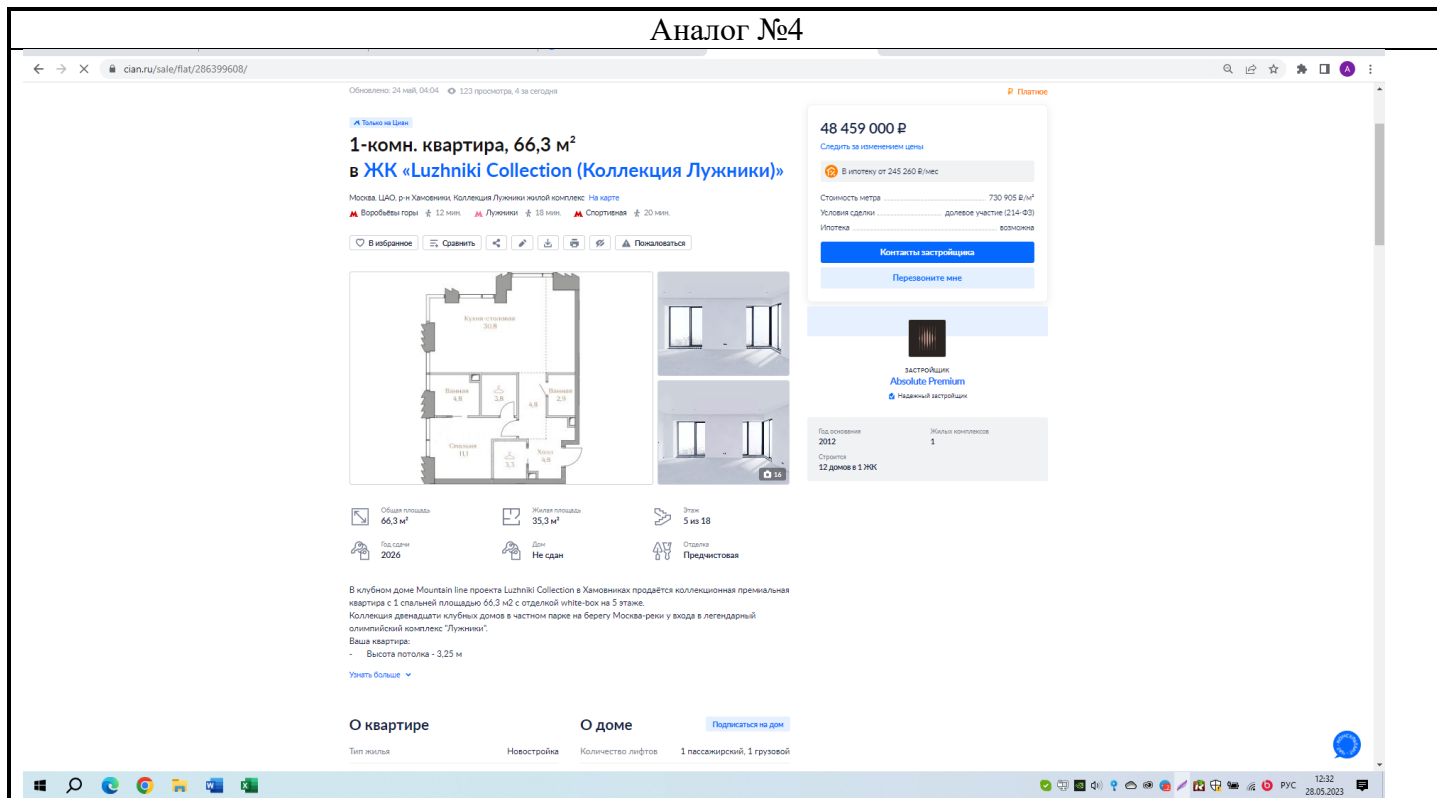 Аналог №4
cian.ru/sale/flat/286399608/
A
Обновлено: 24 май, 04:04 123 просмотра, 4 за сегодня
₽ Платное
Только на Циан
1-комн. квартира, 66,3 м²
в ЖК «Luzhniki Collection (Коллекция Лужники)»
Москва, ЦАО, р-н Хамовники, Коллекция Лужники жилой комплекс На карте
Воробьёвы горы 12 мин. Лужники 18 мин. Спортивная 20 мин.
В избранное Сравнить Пожаловаться
48 459 000 ₽
Следить за изменением цены
В ипотеку от 245 260 ₽/мес
Стоимость метра 730 905 ₽/м²
Условия сделки долевое участие (214-ФЗ)
Ипотека возможна
Контакты застройщика
Перезвоните мне
Кухня-столовая
30,8
Ванная
4,8
3,8
4,8
Ванная
2,9
Спальня
11,1
3,3
Холл
4,8
16
ЗАСТРОЙЩИК
Absolute Premium
Надежный застройщик
Год основания
2012
Жилых комплексов
1
Строится
12 домов в 1 ЖК
Общая площадь
66,3 м²
Жилая площадь
35,3 м²
Этаж
5 из 18
Год сдачи
2026
Дом
Не сдан
Отделка
Предчистовая
В клубном доме Mountain line проекта Luzhniki Collection в Хамовниках продаётся коллекционная премиальная
квартира с 1 спальней площадью 66,3 м2 с отделкой white-box на 5 этаже.
Коллекция двенадцати клубных домов в частном парке на берегу Москва-реки у входа в легендарный
олимпийский комплекс "Лужники".
Ваша квартира:
- Высота потолка - 3,25 м
Узнать больше
О квартире
О доме
Подписаться на дом
Тип жилья Новостройка
Количество лифтов 1 пассажирский, 1 грузовой
РУС
12:32
28.05.2023